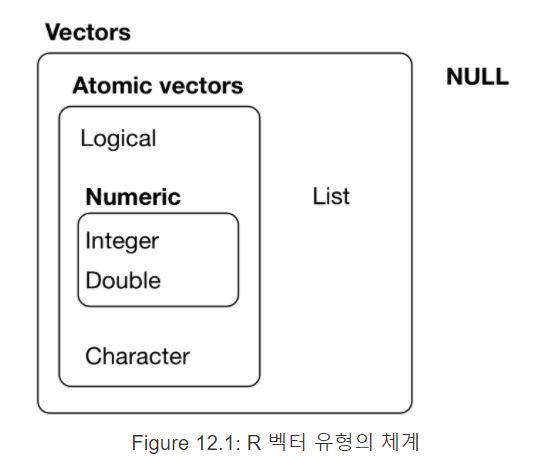 Vectors
NULL
Atomic vectors
Logical
Numeric
List
Integer
Double
Character
Figure 12.1: R 벡터 유형의 체계